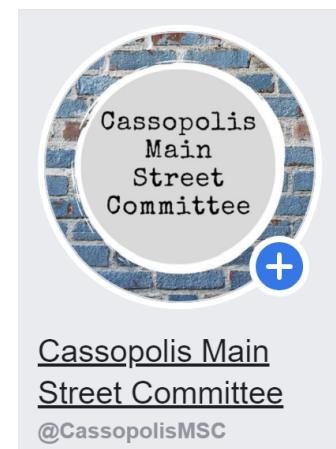 Cassopolis
Main
Street
Committee
Cassopolis Main
Street Committee
@CassopolisMSC